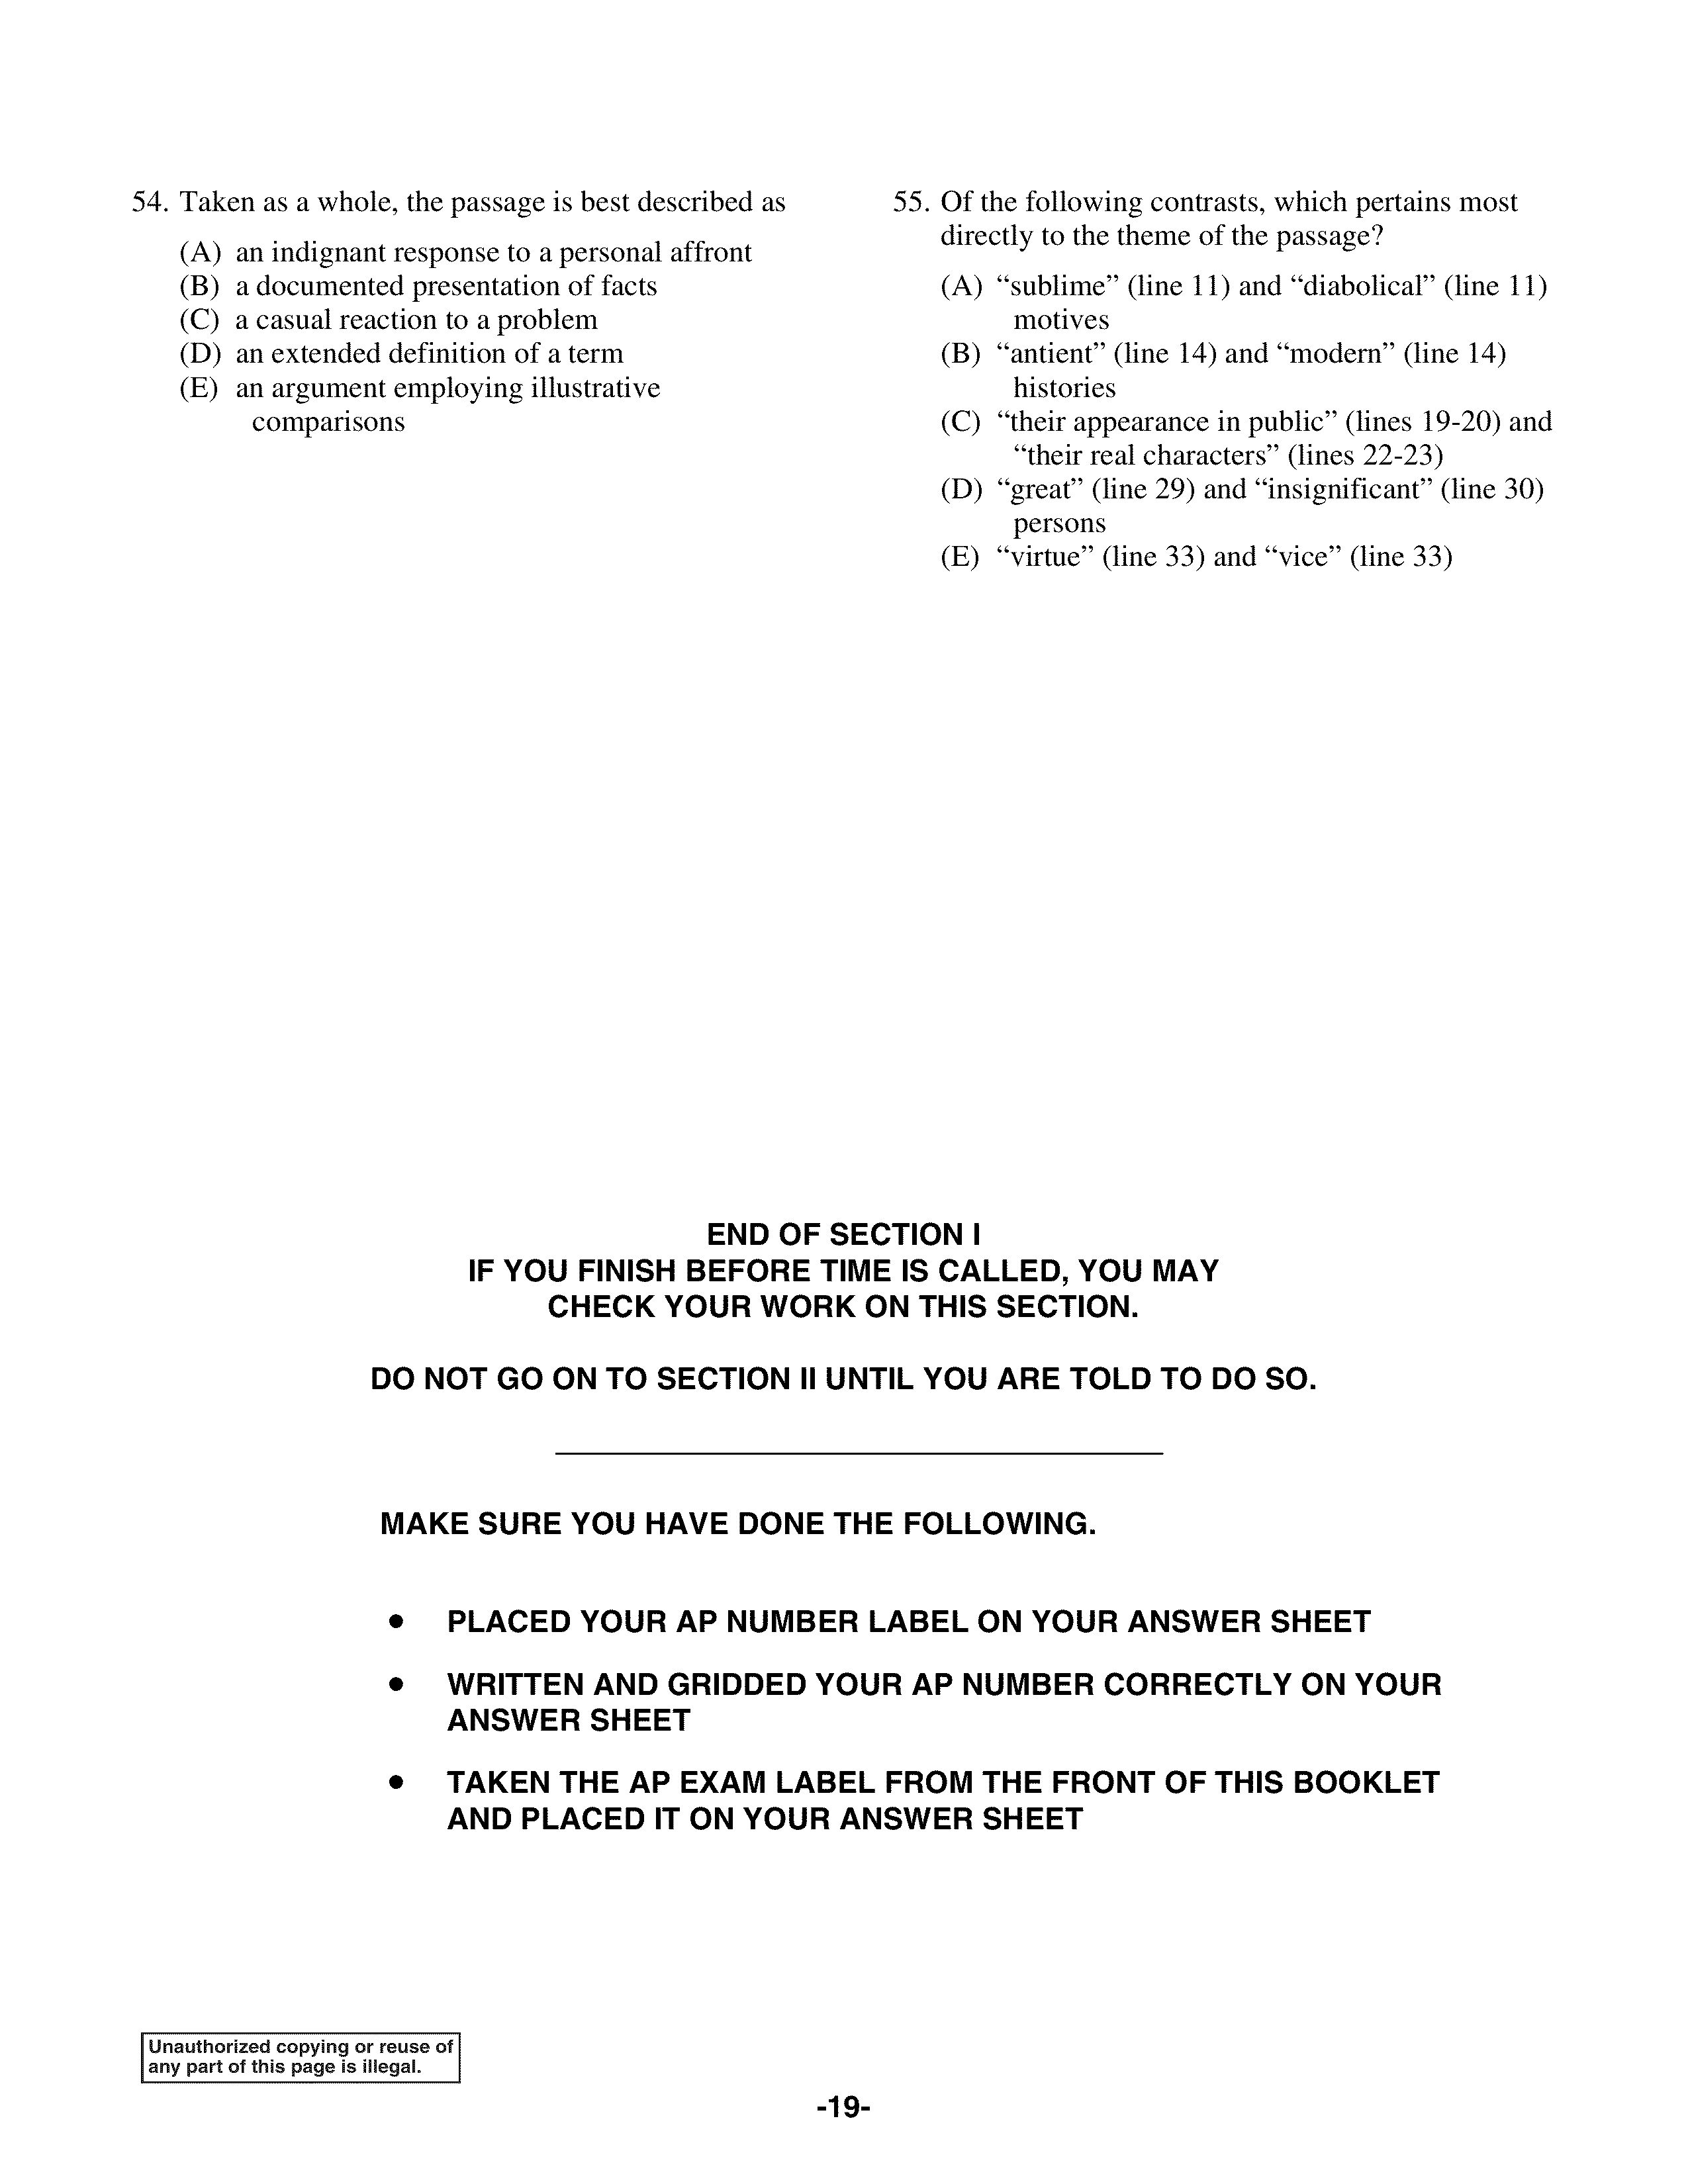 54. Taken as a whole, the passage is best described as
(A) an indignant response to a personal affront
(B) a documented presentation of facts
(C) a casual reaction to a problem
(D) an extended definition of a term
(E) an argument employing illustrative
comparisons
55. Of the following contrasts, which pertains most
directly to the theme of the passage?
(A) “sublime” (line 11) and “diabolical” (line 11)
motives
(B) “antient” (line 14) and “modern” (line 14)
histories
(C) “their appearance in public” (lines 19-20) and
“their real characters” (lines 22-23)
(D) “great” (line 29) and “insignificant” (line 30)
persons
(E) “virtue” (line 33) and “vice” (line 33)
END OF SECTION I
IF YOU FINISH BEFORE TIME IS CALLED, YOU MAY
CHECK YOUR WORK ON THIS SECTION.
DO NOT GO ON TO SECTION II UNTIL YOU ARE TOLD TO DO SO.
MAKE SURE YOU HAVE DONE THE FOLLOWING.
• PLACED YOUR AP NUMBER LABEL ON YOUR ANSWER SHEET
• WRITTEN AND GRIDDED YOUR AP NUMBER CORRECTLY ON YOUR
ANSWER SHEET
• TAKEN THE AP EXAM LABEL FROM THE FRONT OF THIS BOOKLET
AND PLACED IT ON YOUR ANSWER SHEET
Unauthorized copying or reuse of
any part of this page is illegal.
-19-